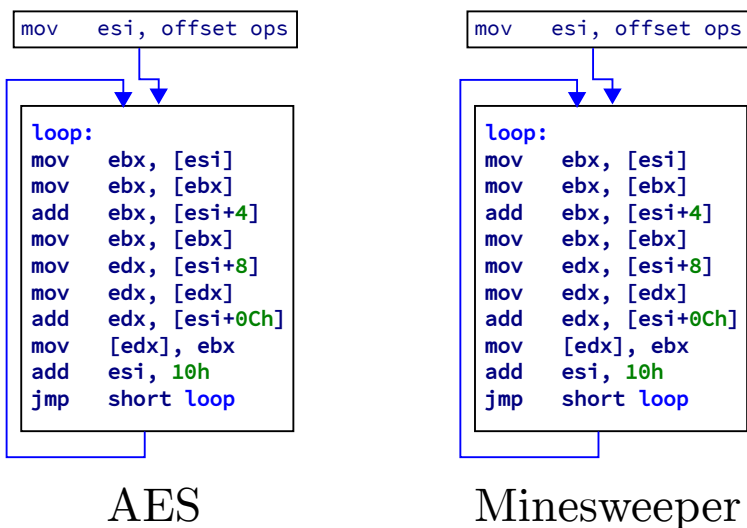 mov esi, offset ops
loop:
mov ebx, [esi]
mov ebx, [ebx]
add ebx, [esi+4]
mov ebx, [ebx]
mov edx, [esi+8]
mov edx, [edx]
add edx, [esi+0Ch]
mov [edx], ebx
add esi, 10h
jmp short loop
AES
mov esi, offset ops
loop:
mov ebx, [esi]
mov ebx, [ebx]
add ebx, [esi+4]
mov ebx, [ebx]
mov edx, [esi+8]
mov edx, [edx]
add edx, [esi+0Ch]
mov [edx], ebx
add esi, 10h
jmp short loop
Minesweeper